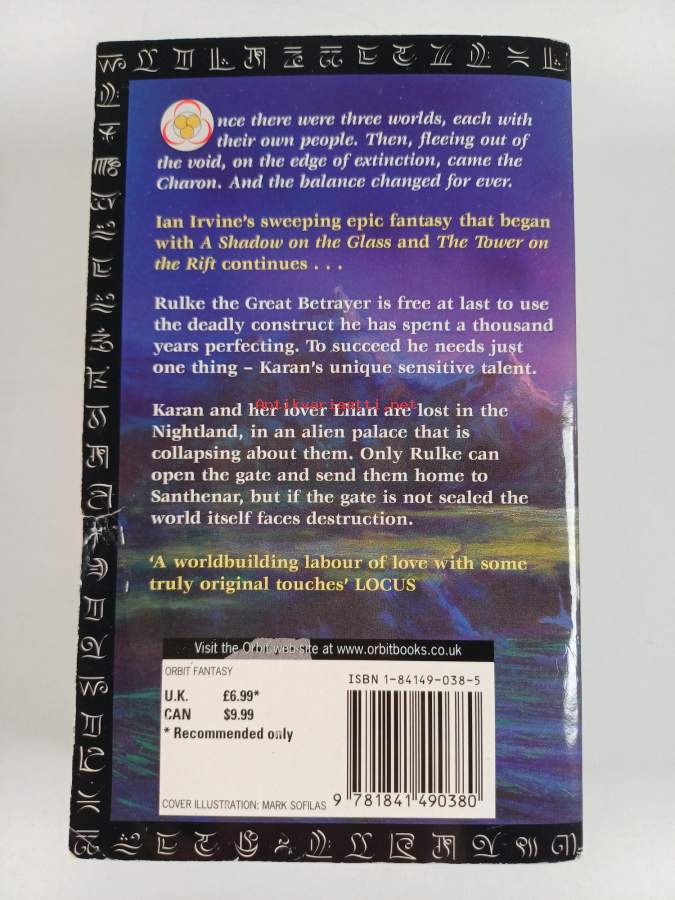 Once there were three worlds, each with
their own people. Then, fleeing out of
the void, on the edge of extinction, came the
Charon. And the balance changed for ever.
Ian Irvine's sweeping epic fantasy that began
with A Shadow on the Glass and The Tower on
the Rift continues . . .
Rulke the Great Betrayer is free at last to use
the deadly construct he has spent a thousand
years perfecting. To succeed he needs just
one thing – Karan's unique sensitive talent.
Antikvariaatti.net
Karan and her lover Llian are lost in the
Nightland, in an alien palace that is
collapsing about them. Only Rulke can
open the gate and send them home to
Santhenar, but if the gate is not sealed the
world itself faces destruction.
'A worldbuilding labour of love with some
truly original touches' LOCUS
Visit the Orbit website at www.orbitbooks.co.uk
ORBIT FANTASY
U.K. £6.99*
CAN $9.99
* Recommended only
COVER ILLUSTRATION: MARK SOFILAS
ISBN 1-84149-038-5
9 781841 490380